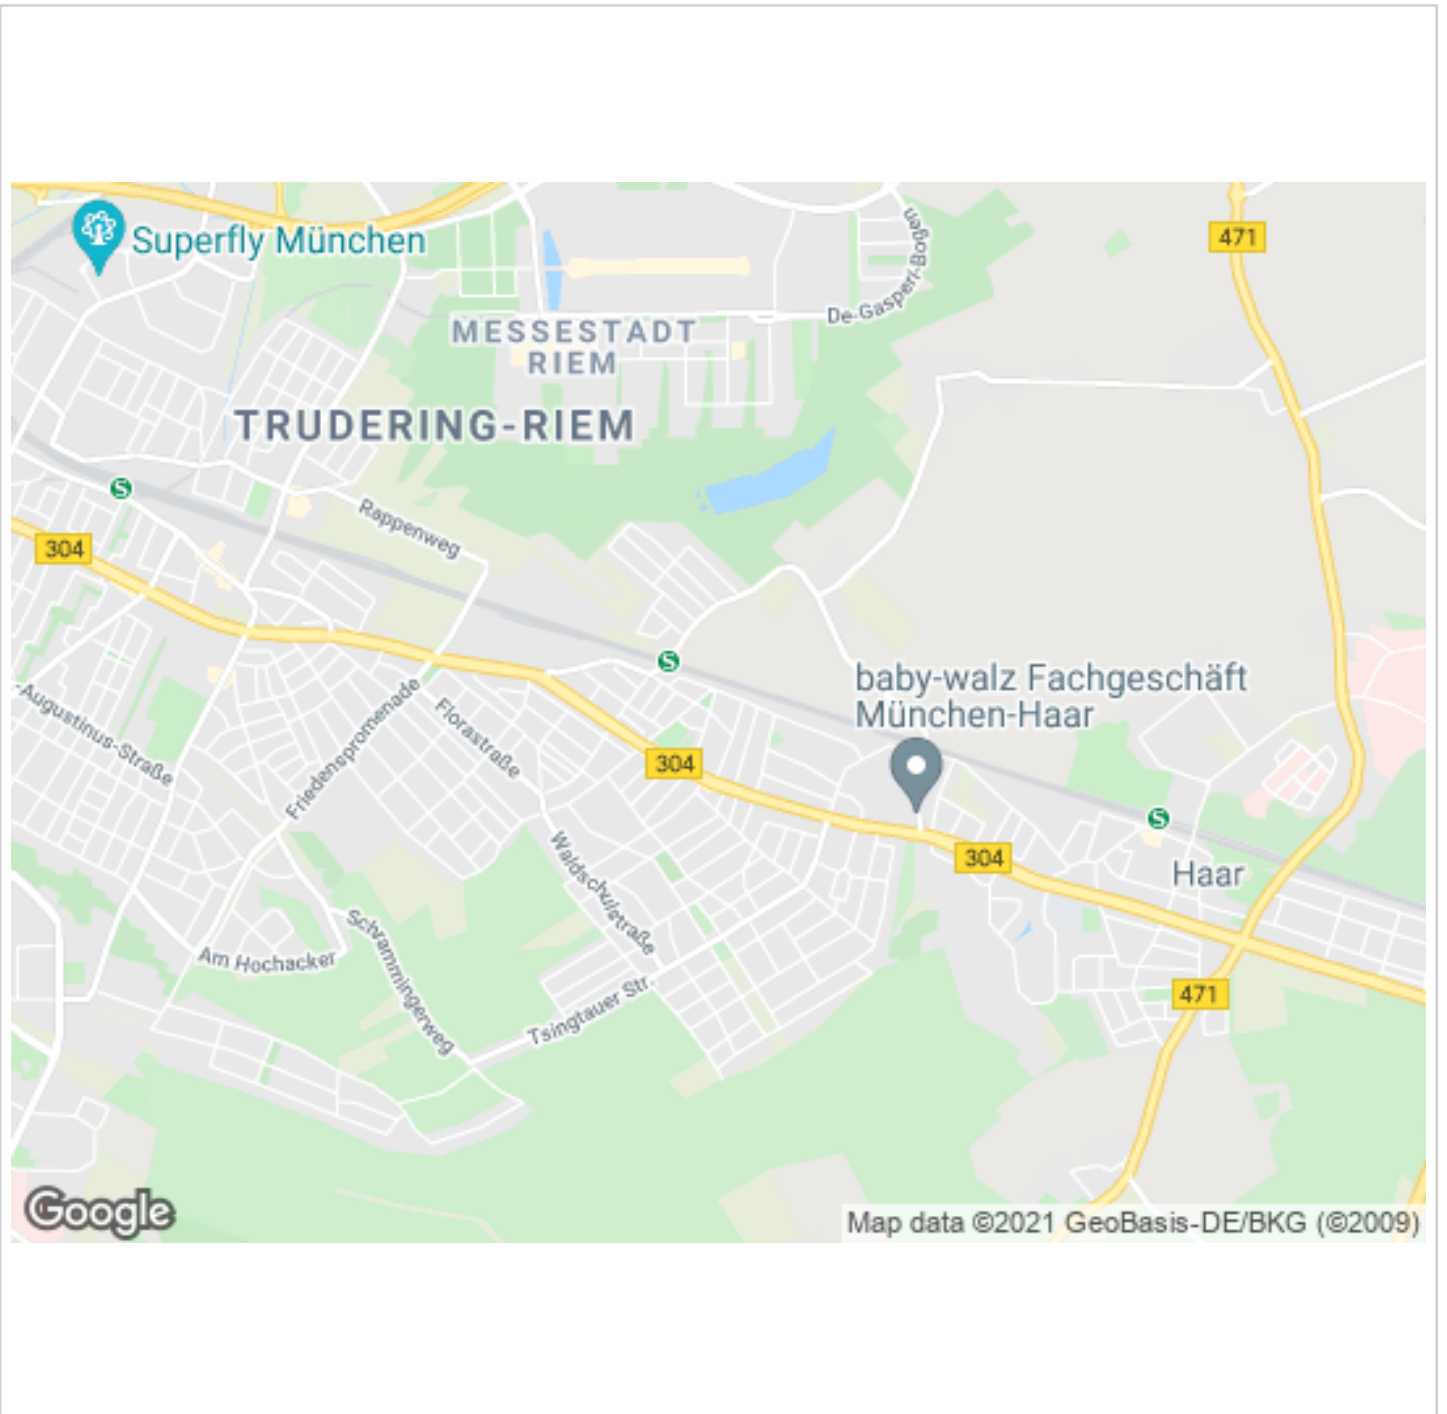 Superfly München
471
De-Gasperi-Bogen
MESSESTADT
RIEM
TRUDERING-RIEM
S
Rappenweg
304
S
baby-walz Fachgeschäft
München-Haar
-Augustinus-Straße
Friedenspromenade
Florastraße
304
S
Waldschulstraße
304
Haar
Am Hochacker
Schrammingerweg
Tsingtauer Str.
471
Google
Map data ©2021 GeoBasis-DE/BKG (©2009)